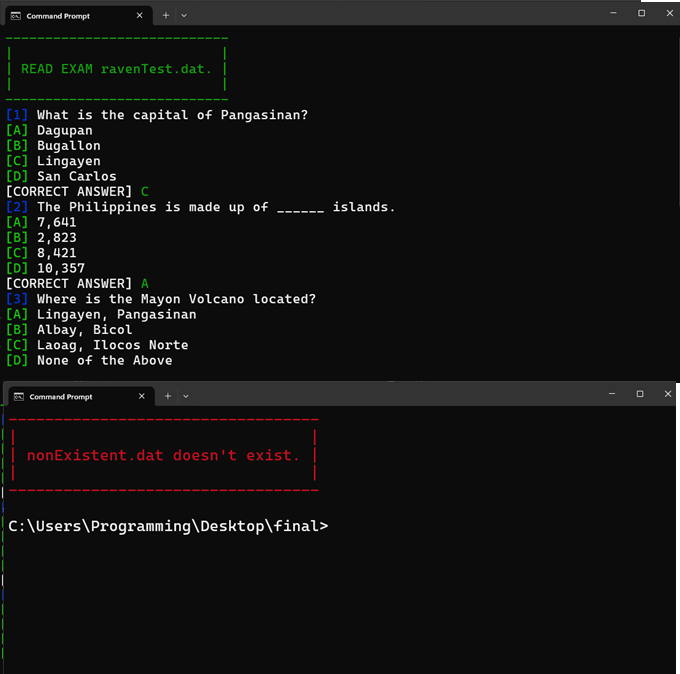 Command Prompt
READ EXAM ravenTest.dat.
[1] What is the capital of Pangasinan?
[A] Dagupan
[B] Bugallon
[C] Lingayen
[D] San Carlos
[CORRECT ANSWER] C
[2] The Philippines is made up of ______ islands.
[A] 7,641
[B] 2,823
[C] 8,421
[D] 10,357
[CORRECT ANSWER] A
[3] Where is the Mayon Volcano located?
[A] Lingayen, Pangasinan
[B] Albay, Bicol
[C] Laoag, Ilocos Norte
[D] None of the Above
Command Prompt
nonExistent.dat doesn't exist.
C:\Users\Programming\Desktop\final>